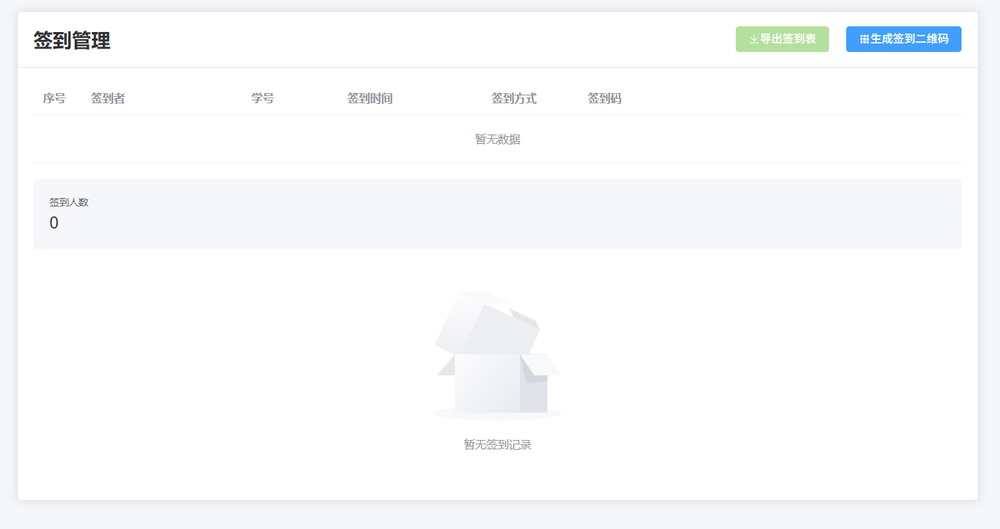 签到管理
导出签到表
生成签到二维码
序号 签到者 学号 签到时间 签到方式 签到码
暂无数据
签到人数
0
暂无签到记录